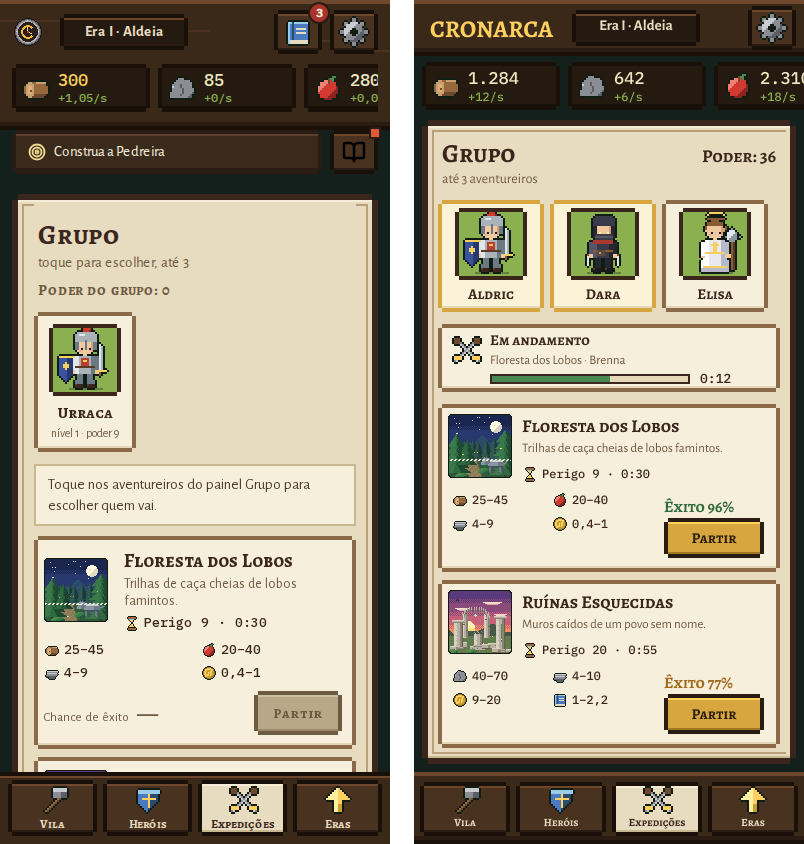 Era I · Aldeia
3
300
+1,05/s
85
+0/s
280
+0,0
Construa a Pedreira
Grupo
toque para escolher, até 3
Poder do grupo: 0
Urraca
nível 1 · poder 9
Toque nos aventureiros do painel Grupo para
escolher quem vai.
Floresta dos Lobos
Trilhas de caça cheias de lobos
famintos.
Perigo 9 · 0:30
25–45
20–40
4–9
0,4–1
Chance de êxito —
Partir
Vila
Heróis
Expedições
Eras
CRONARCA
Era I · Aldeia
1.284
+12/s
642
+6/s
2.310
+18/s
Grupo
Poder: 36
até 3 aventureiros
Aldric
Dara
Elisa
Em andamento
Floresta dos Lobos · Brenna
0:12
Floresta dos Lobos
Trilhas de caça cheias de lobos famintos.
Perigo 9 · 0:30
25–45
20–40
4–9
0,4–1
Êxito 96%
Partir
Ruínas Esquecidas
Muros caídos de um povo sem nome.
Perigo 20 · 0:55
40–70
4–10
9–20
1–2,2
Êxito 77%
Partir
Vila
Heróis
Expedições
Eras